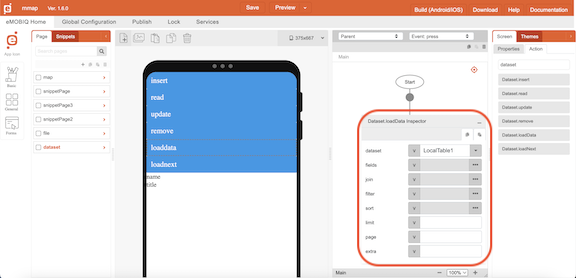 mmap
Ver: 1.6.0
Save
Preview
Build (Android/iOS)
Download
Help
Documentation
eMOBIQ Home
Global Configuration
Publish
Lock
Services
App Icon
Basic
General
Panels
Page
Snippets
Search pages
map
snippetPage
snippetPage3
snippetPage2
file
dataset
375x667
insert
read
update
remove
loaddata
loadnext
name
title
Parent
Event: press
Main
Start
Dataset.loadData Inspector
dataset
v
LocalTable1
fields
v
join
v
filter
v
sort
v
limit
v
page
v
extra
v
Main
100%
Screen
Themes
Properties
Action
dataset
Dataset.insert
Dataset.read
Dataset.update
Dataset.remove
Dataset.loadData
Dataset.loadNext